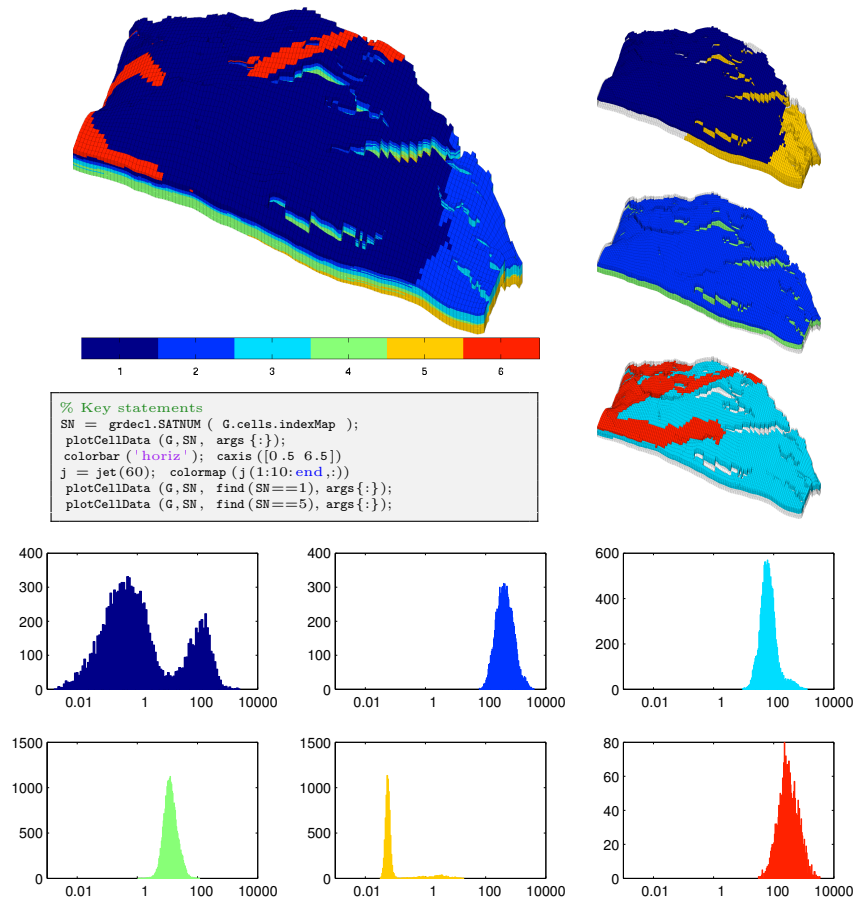 1 2 3 4 5 6
% Key statements
SN = grdecl.SATNUM ( G.cells.indexMap );
plotCellData (G,SN, args {:});
colorbar ('horiz'); caxis ([0.5 6.5])
j = jet(60); colormap (j(1:10:end,:))
plotCellData (G,SN, find(SN==1), args{:});
plotCellData (G,SN, find(SN==5), args{:});
400
300
200
100
0
0.01 1 100 10000
400
300
200
100
0
0.01 1 100 10000
600
400
200
0
0.01 1 100 10000
1500
1000
500
0
0.01 1 100 10000
1500
1000
500
0
0.01 1 100 10000
80
60
40
20
0
0.01 1 100 10000